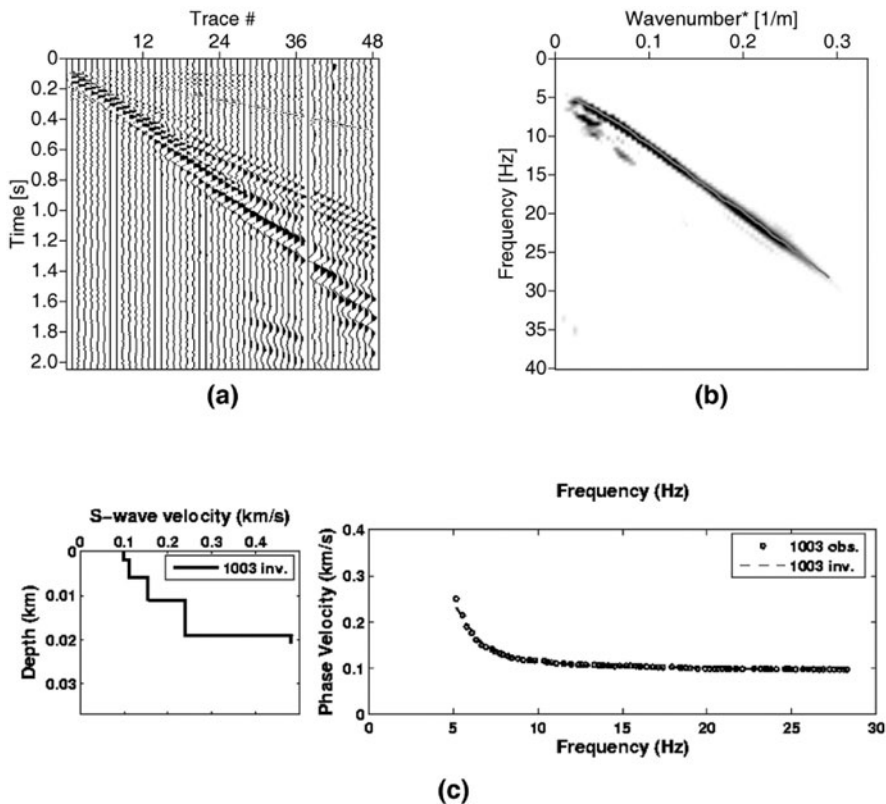 Trace #
12 24 36 48
0
0.2
0.4
0.6
0.8
1.0
1.2
1.4
1.6
1.8
2.0
Time [s]
(a)
Wavenumber* [1/m]
0 0.1 0.2 0.3
0
5
10
15
20
25
30
35
40
Frequency [Hz]
(b)
S-wave velocity (km/s)
0 0.1 0.2 0.3 0.4
0
0.01
0.02
0.03
Depth (km)
1003 inv.
Frequency (Hz)
0.4
0.3
0.2
0.1
0
Phase Velocity (km/s)
1003 obs.
1003 inv.
0 5 10 15 20 25 30
Frequency (Hz)
(c)